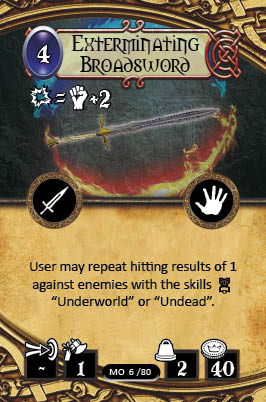 Exterminating
Broadsword
4
= +2
User may repeat hitting results of 1
against enemies with the skills
"Underworld" or "Undead".
~ 1 MO 6 /80 2 40